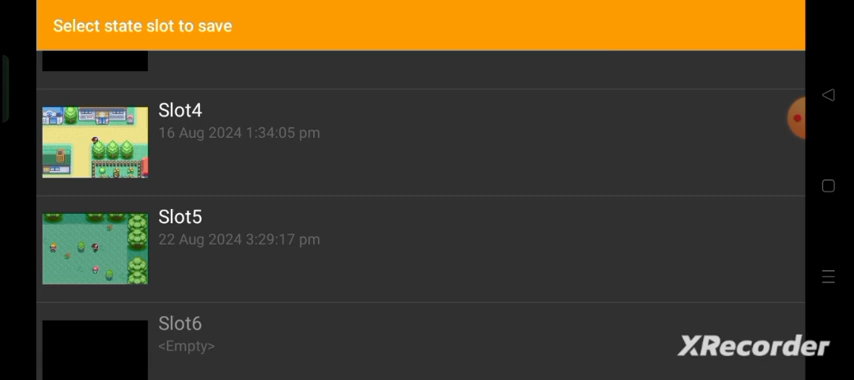 Select state slot to save
Slot4
16 Aug 2024 1:34:05 pm
Slot5
22 Aug 2024 3:29:17 pm
Slot6
<Empty>
XRecorder